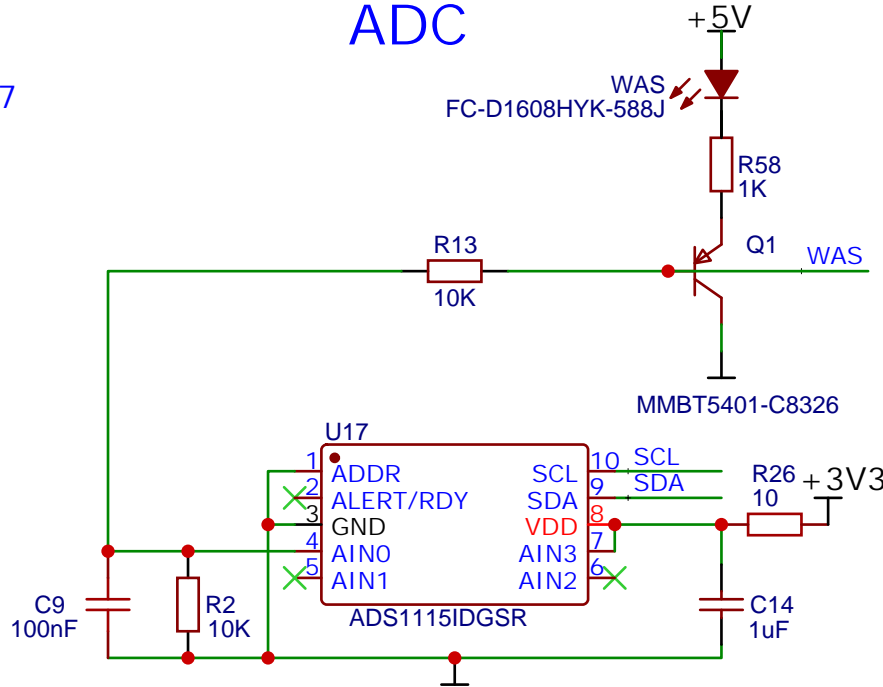 ADC
+5V
7
WAS
FC-D1608HYK-588J
R58
1K
R13
Q1
WAS
10K
MMBT5401-C8326
U17
1 ADDR SCL 10 SCL
2 ALERT/RDY SDA 9 SDA
3 GND VDD 8
4 AIN0 AIN3 7
5 AIN1 AIN2 6
R26 +3V3
10
C9
100nF
R2
10K
ADS1115IDGSR
C14
1uF